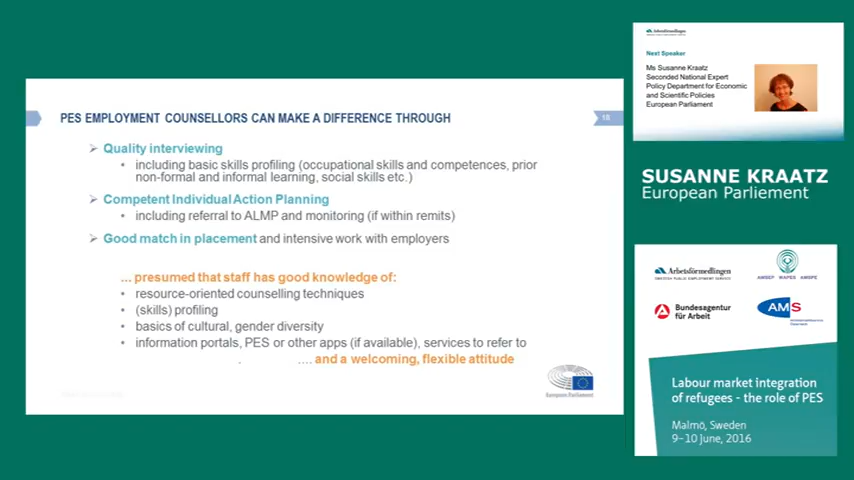 PES EMPLOYMENT COUNSELLORS CAN MAKE A DIFFERENCE THROUGH
Quality interviewing
including basic skills profiling (occupational skills and competences, prior
non-formal and informal learning, social skills etc.)
Competent Individual Action Planning
including referral to ALMP and monitoring (if within remits)
Good match in placement and intensive work with employers
... presumed that staff has good knowledge of:
resource-oriented counselling techniques
(skills) profiling
basics of cultural, gender diversity
information portals, PES or other apps (if available), services to refer to
.... and a welcoming, flexible attitude
European Parliament
Arbetsförmedlingen
Next Speaker
Ms Susanne Kraatz
Seconded National Expert
Policy Department for Economic
and Scientific Policies
European Parliament
SUSANNE KRAATZ
European Parliement
Arbetsförmedlingen
SWEDISH PUBLIC EMPLOYMENT SERVICE
AMSEP WAPES AMSPE
Bundesagentur
für Arbeit
AMS
Labour market integration
of refugees - the role of PES
Malmö, Sweden
9–10 June, 2016